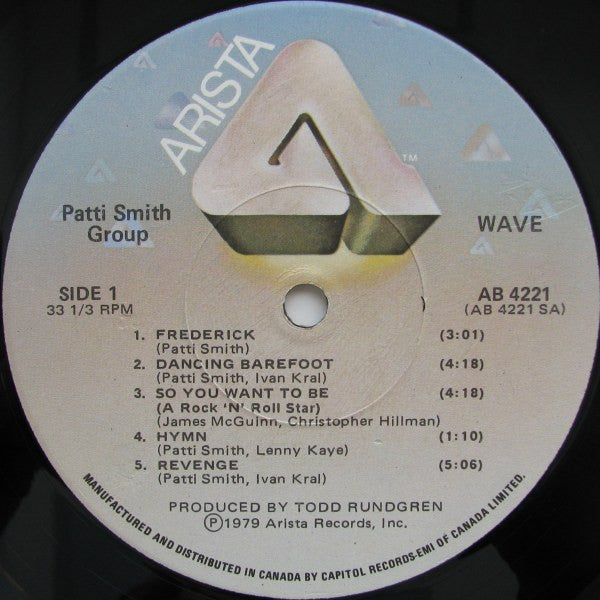 ARISTA
TM
Patti Smith
Group
WAVE
SIDE 1
33 1/3 RPM
AB 4221
(AB 4221 SA)
1. FREDERICK (3:01)
(Patti Smith)
2. DANCING BAREFOOT (4:18)
(Patti Smith, Ivan Kral)
3. SO YOU WANT TO BE (4:18)
(A Rock 'N' Roll Star)
(James McGuinn, Christopher Hillman)
4. HYMN (1:10)
(Patti Smith, Lenny Kaye)
5. REVENGE (5:06)
(Patti Smith, Ivan Kral)
PRODUCED BY TODD RUNDGREN
Ⓟ1979 Arista Records, Inc.
MANUFACTURED AND DISTRIBUTED IN CANADA BY CAPITOL RECORDS-EMI OF CANADA LIMITED.